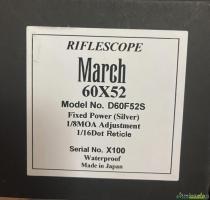 RIFLESCOPE
March
60X52
Model No. D60F52S
Fixed Power (Silver)
1/8MOA Adjustment
1/16Dot Reticle
Serial No. X100
Waterproof
Made in Japan